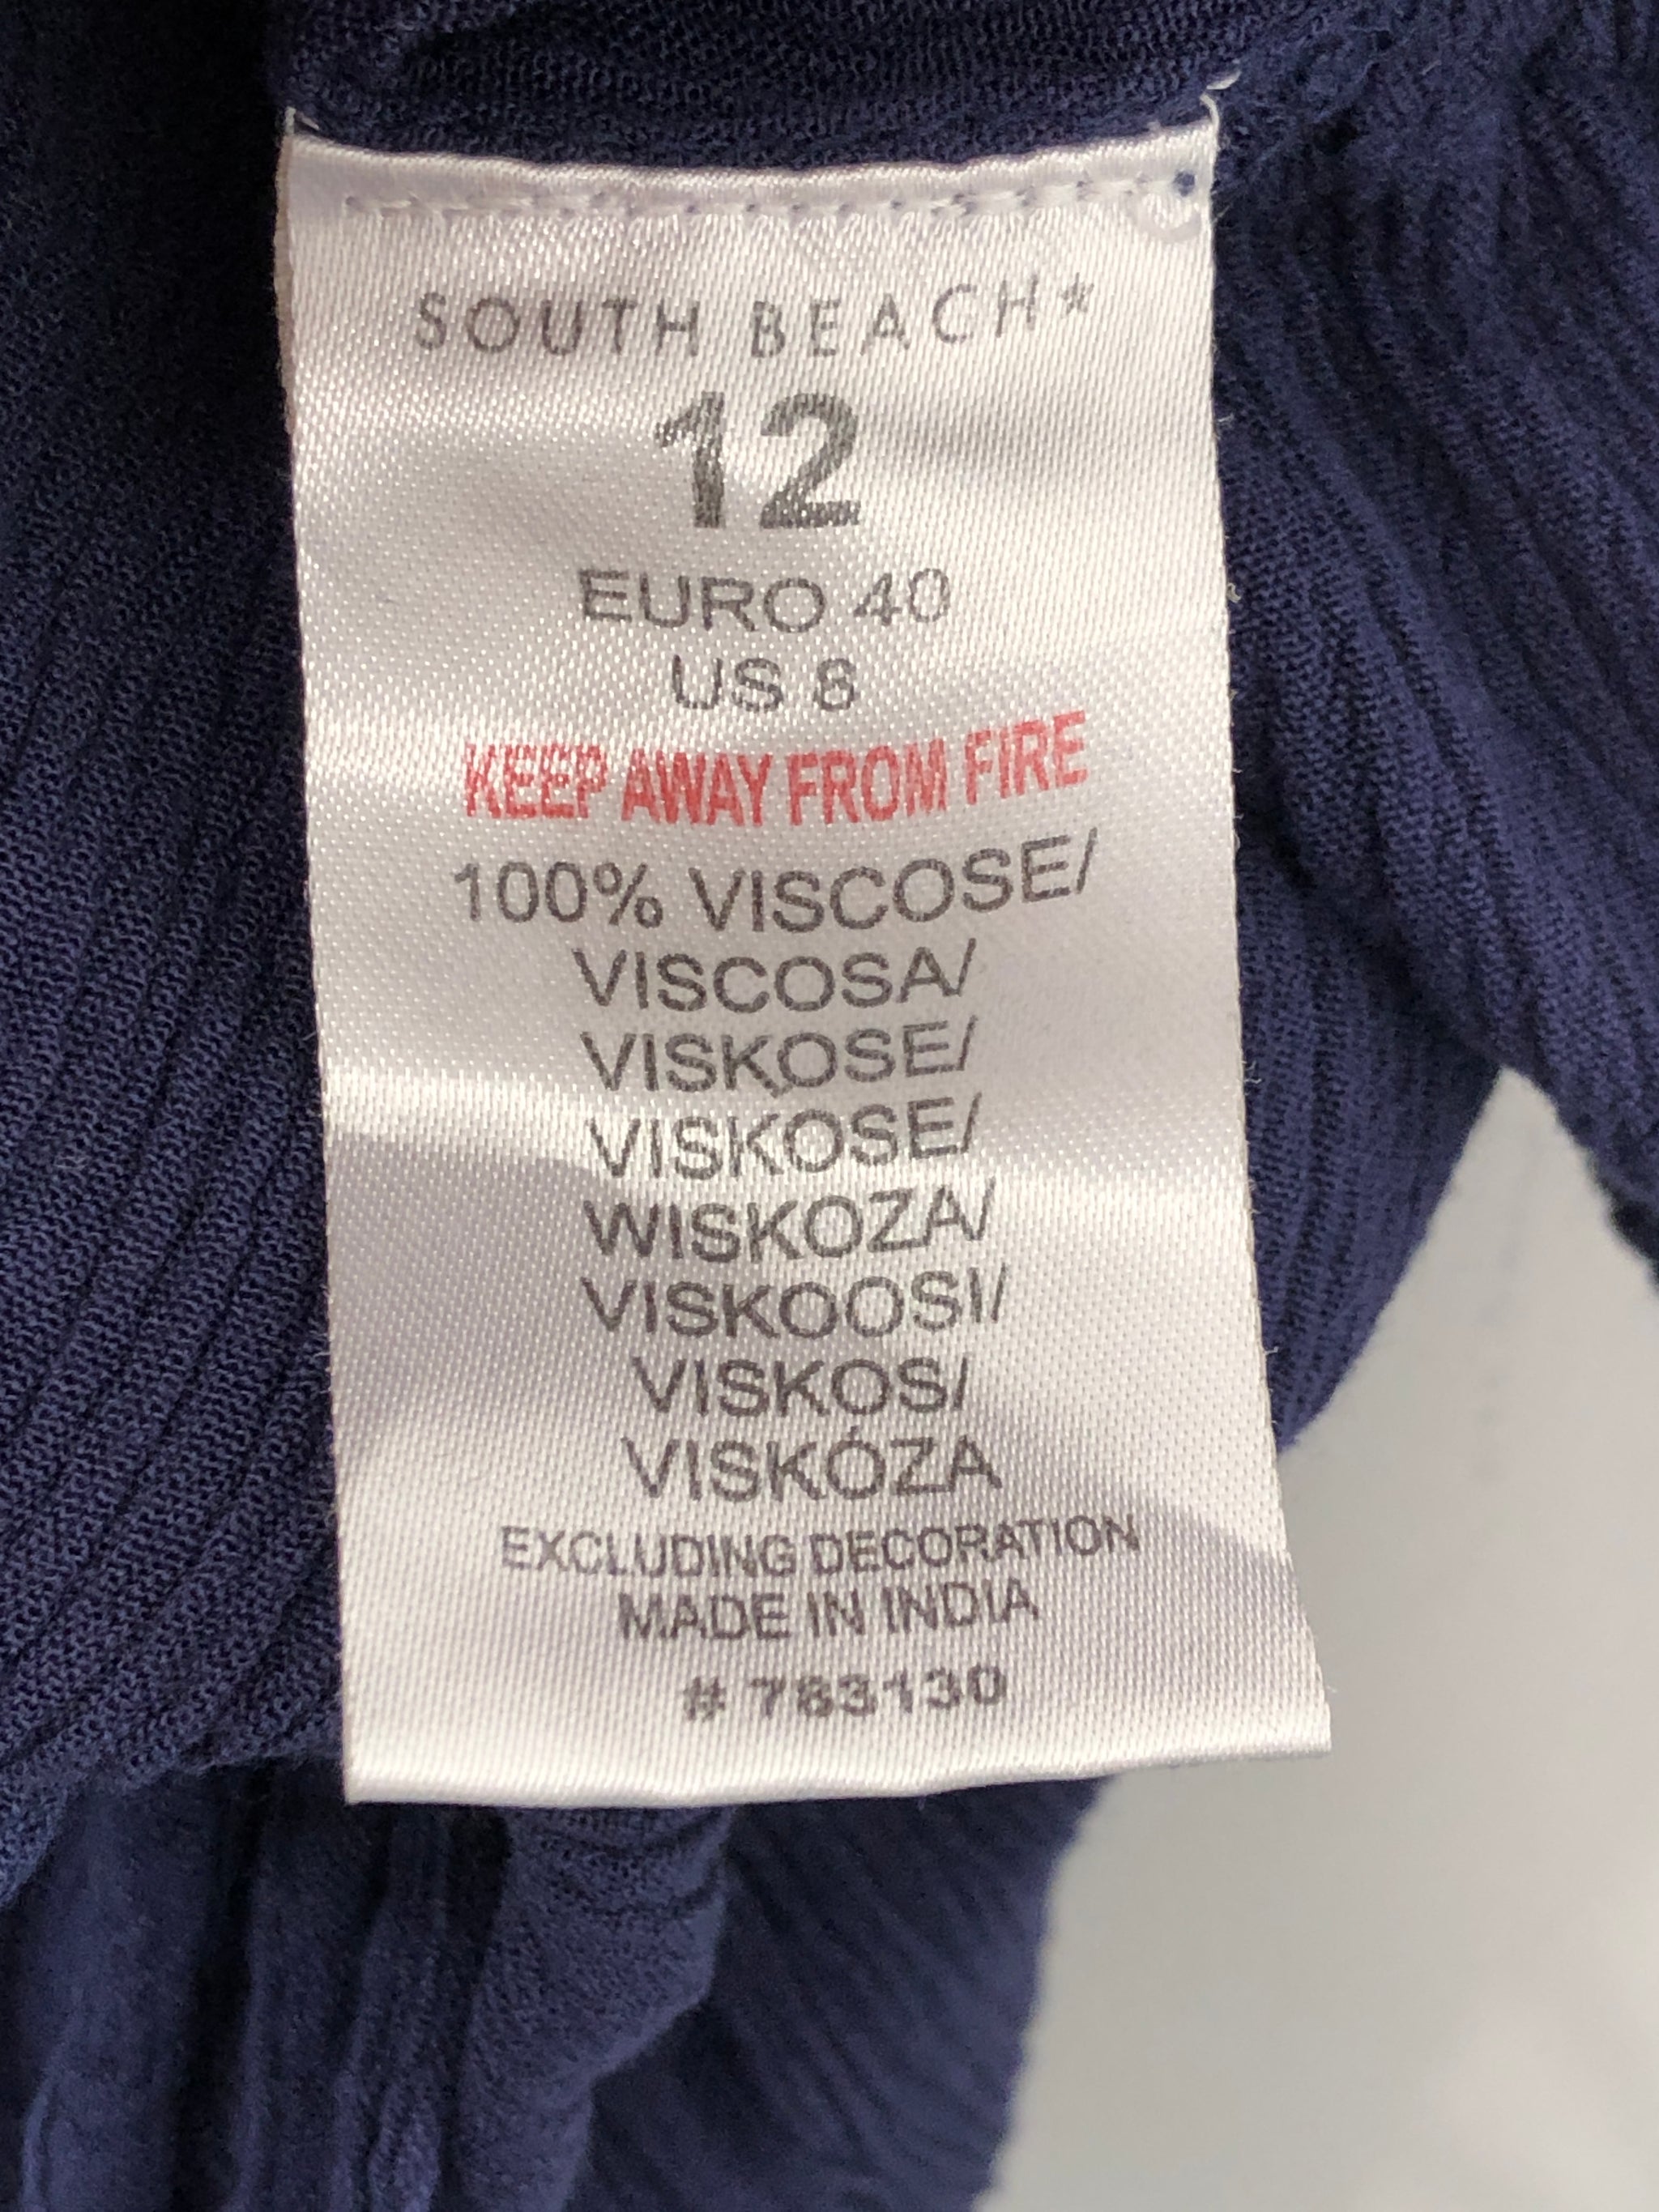 SOUTH BEACH*
12
EURO 40
US 8
KEEP AWAY FROM FIRE
100% VISCOSE/
VISCOSA/
VISKOSE/
VISKOSE/
WISKOZA/
VISKOOSI/
VISKOS/
VISKÓZA
EXCLUDING DECORATION
MADE IN INDIA
# 783130